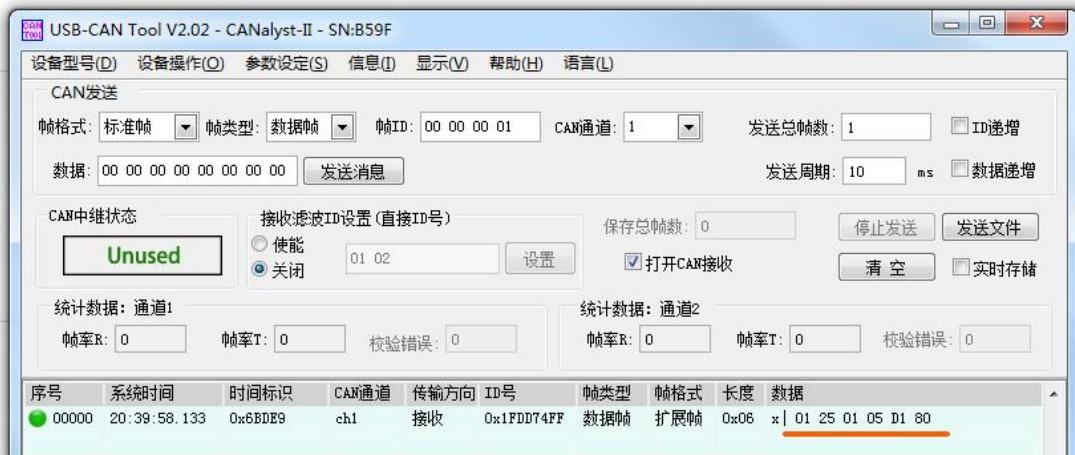 CAN TOOL USB-CAN Tool V2.02 - CANalyst-II - SN:B59F
设备型号(D) 设备操作(O) 参数设定(S) 信息(I) 显示(V) 帮助(H) 语言(L)
CAN发送
帧格式: 标准帧 帧类型: 数据帧 帧ID: 00 00 00 01 CAN通道: 1 发送总帧数: 1 ID递增
数据: 00 00 00 00 00 00 00 00 发送消息 发送周期: 10 ms 数据递增
CAN中继状态 接收滤波ID设置(直接ID号) 保存总帧数: 0 停止发送 发送文件
Unused 使能 01 02 设置
关闭 打开CAN接收 清 空 实时存储
统计数据: 通道1 统计数据: 通道2
帧率R: 0 帧率T: 0 校验错误: 0 帧率R: 0 帧率T: 0 校验错误: 0
序号 系统时间 时间标识 CAN通道 传输方向 ID号 帧类型 帧格式 长度 数据
00000 20:39:58.133 0x6BDE9 ch1 接收 0x1FDD74FF 数据帧 扩展帧 0x06 x| 01 25 01 05 D1 80